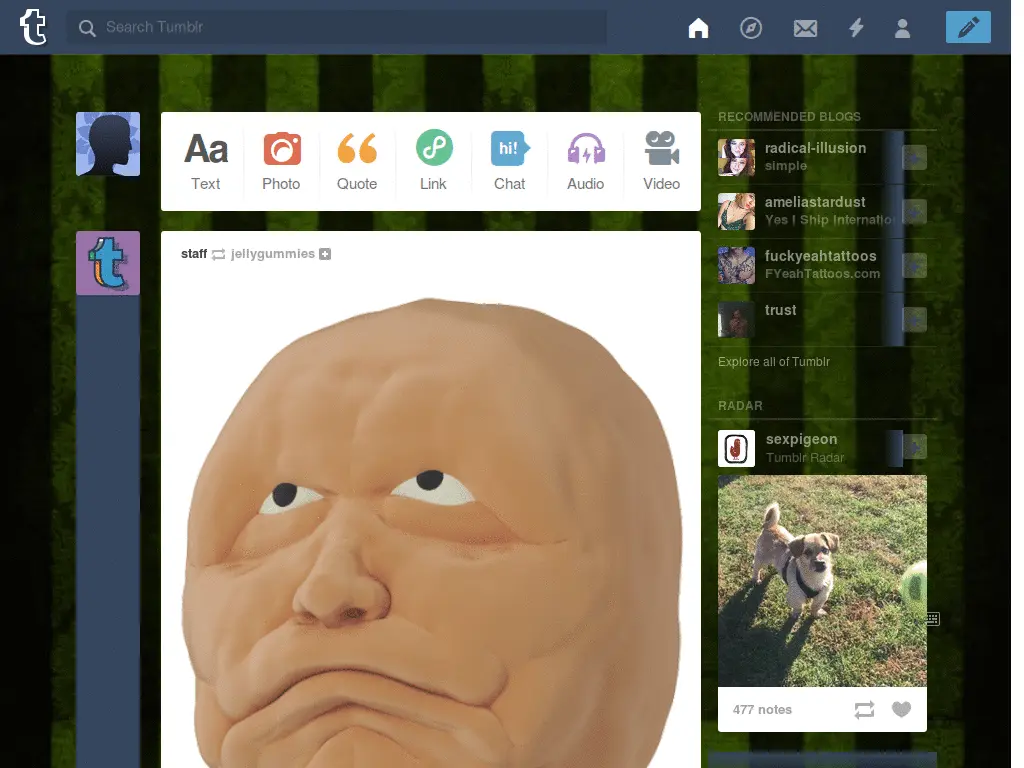 Search Tumblr
Aa
hi!
Text
Photo
Quote
Link
Chat
Audio
Video
staff jellygummies
RECOMMENDED BLOGS
radical-illusion
simple
ameliastardust
Yes I Ship Internatio
fuckyeahtattoos
FYeahTattoos.com
trust
Explore all of Tumblr
RADAR
sexpigeon
Tumblr Radar
477 notes